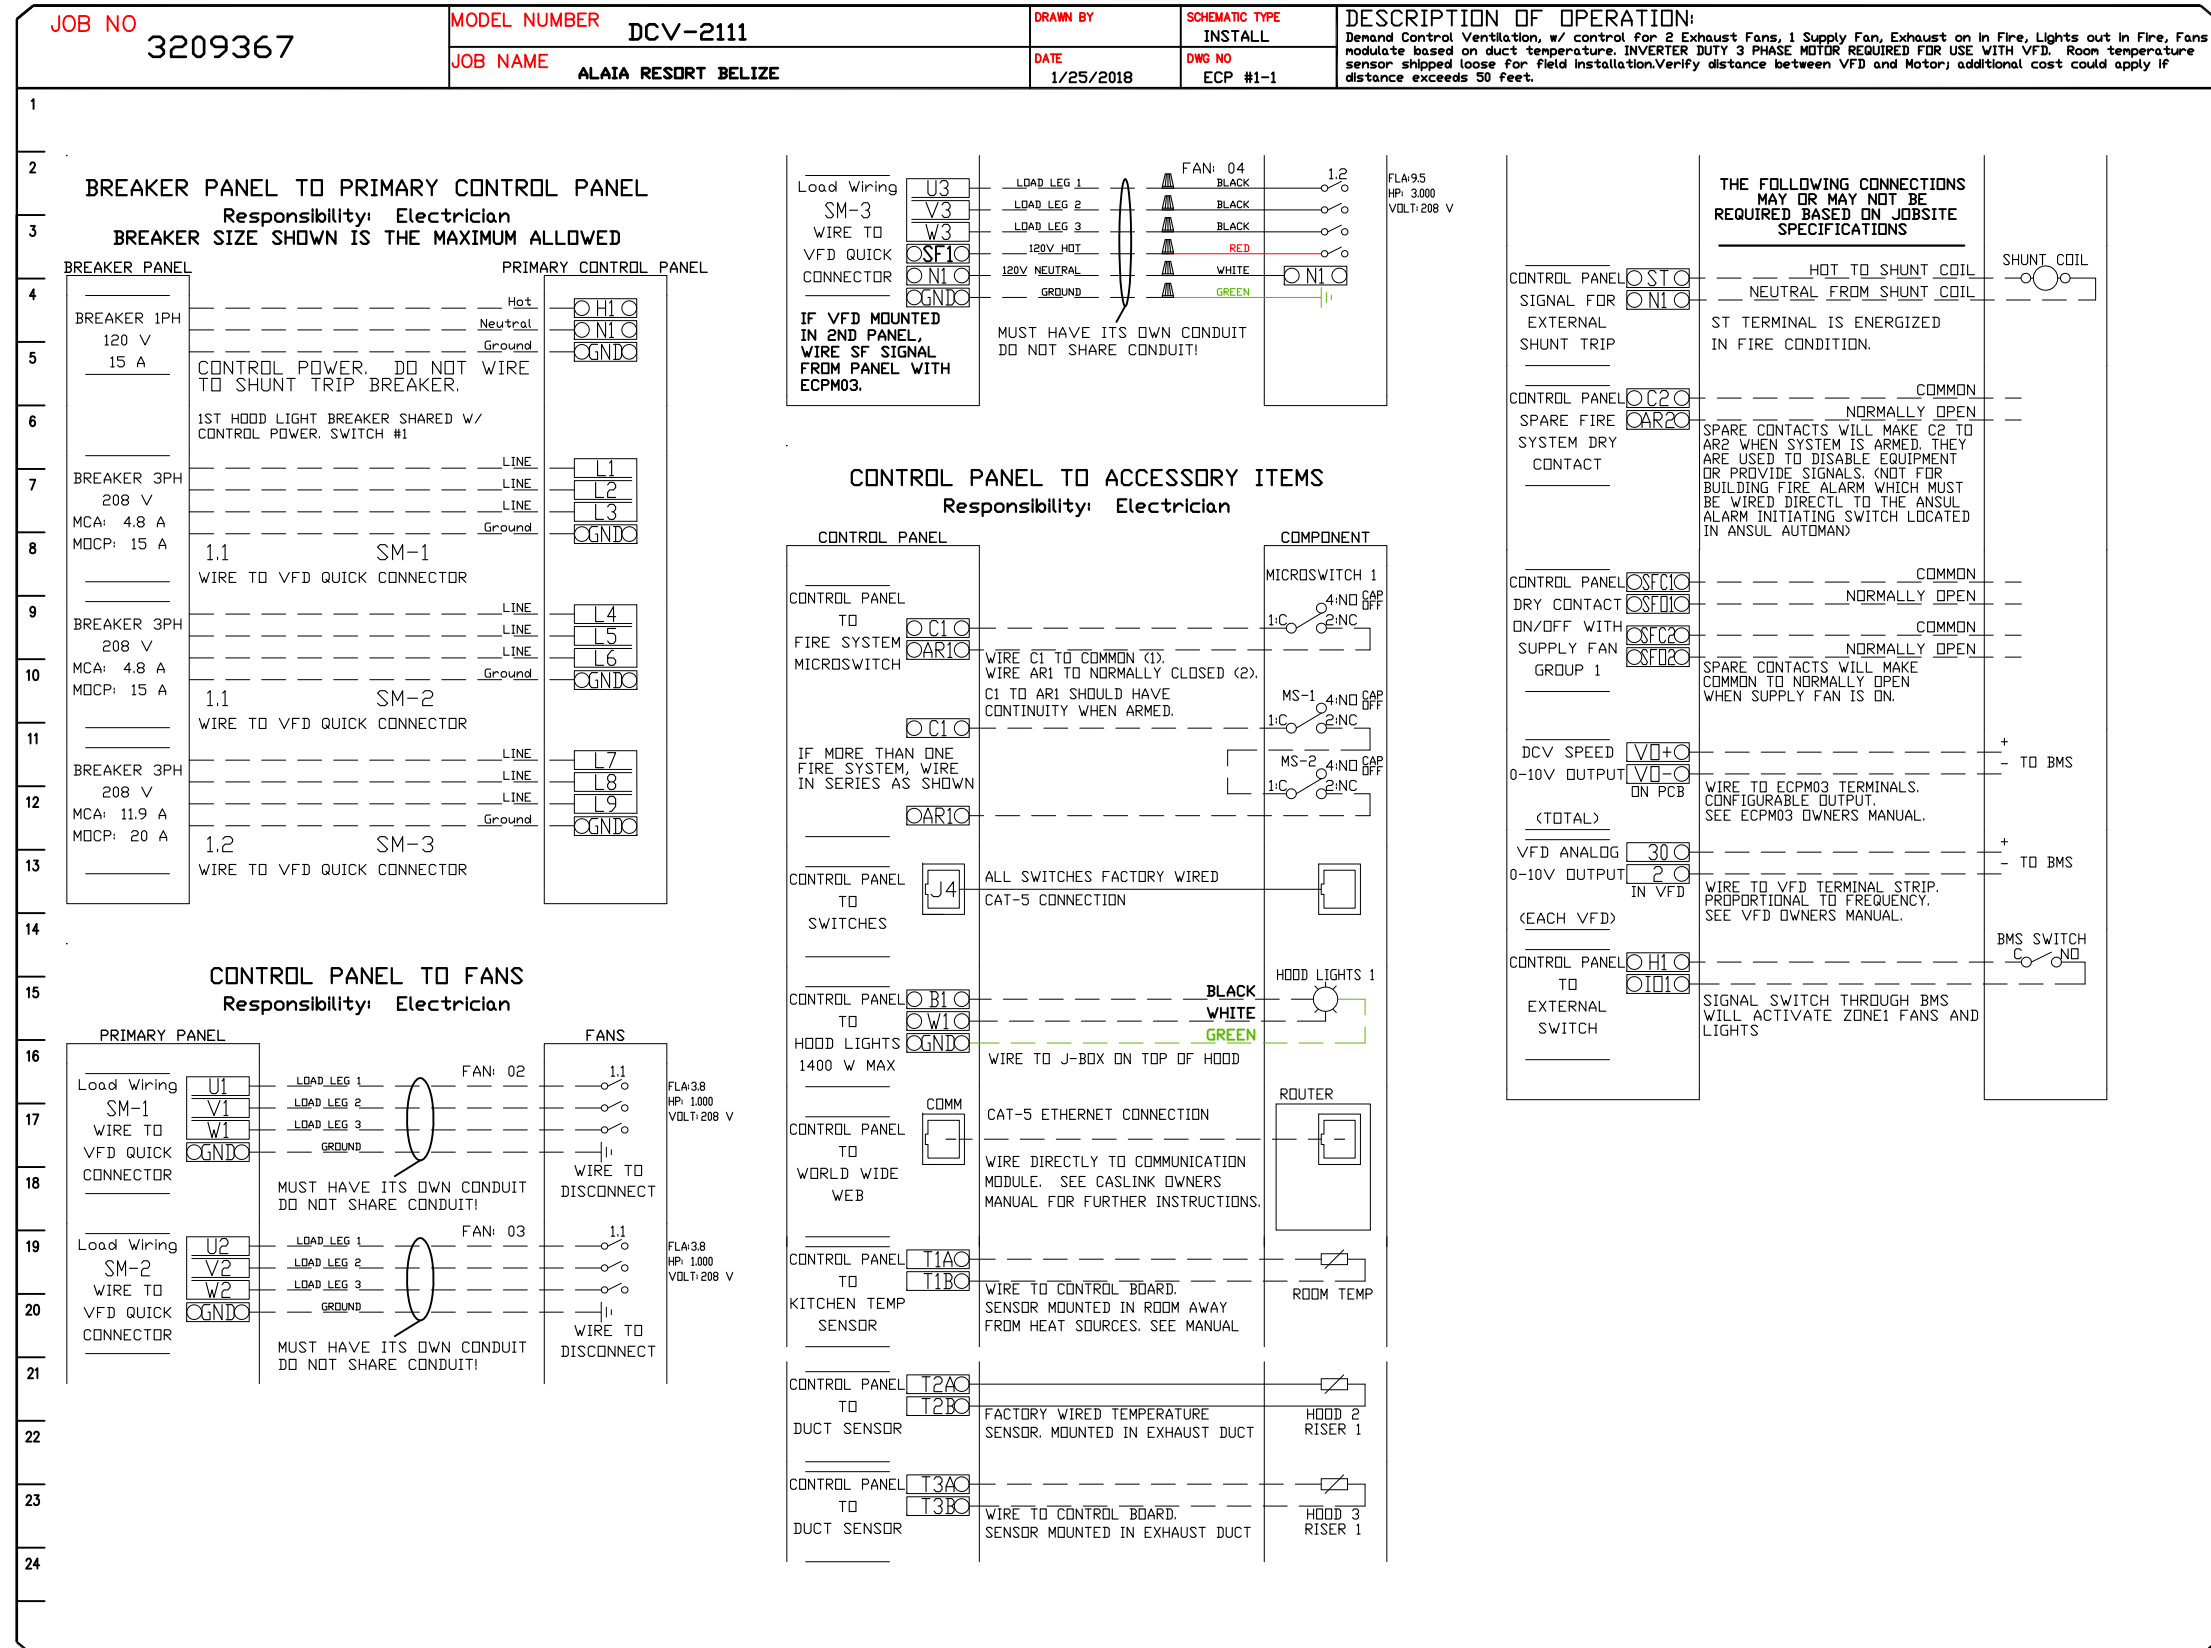 JOB NO
3209367
MODEL NUMBER DCV-2111
JOB NAME
ALAIA RESORT BELIZE
DRAWN BY
DATE
1/25/2018
SCHEMATIC TYPE
INSTALL
DWG NO
ECP #1-1
DESCRIPTION OF OPERATION:
Demand Control Ventilation, w/ control for 2 Exhaust Fans, 1 Supply Fan, Exhaust on in Fire, Lights out in Fire, Fans
modulate based on duct temperature. INVERTER DUTY 3 PHASE MOTOR REQUIRED FOR USE WITH VFD. Room temperature
sensor shipped loose for field installation.Verify distance between VFD and Motor; additional cost could apply if
distance exceeds 50 feet.
1
2
3
4
5
6
7
8
9
10
11
12
13
14
15
16
17
18
19
20
21
22
23
24
BREAKER PANEL TO PRIMARY CONTROL PANEL
Responsibility: Electrician
BREAKER SIZE SHOWN IS THE MAXIMUM ALLOWED
BREAKER PANEL
PRIMARY CONTROL PANEL
BREAKER 1PH
120 V
15 A
Hot
H1
Neutral
N1
Ground
GND
CONTROL POWER. DO NOT WIRE
TO SHUNT TRIP BREAKER.
1ST HOOD LIGHT BREAKER SHARED W/
CONTROL POWER. SWITCH #1
BREAKER 3PH
208 V
MCA: 4.8 A
MOCP: 15 A
LINE
L1
LINE
L2
LINE
L3
Ground
GND
1.1 SM-1
WIRE TO VFD QUICK CONNECTOR
BREAKER 3PH
208 V
MCA: 4.8 A
MOCP: 15 A
LINE
L4
LINE
L5
LINE
L6
Ground
GND
1.1 SM-2
WIRE TO VFD QUICK CONNECTOR
BREAKER 3PH
208 V
MCA: 11.9 A
MOCP: 20 A
LINE
L7
LINE
L8
LINE
L9
Ground
GND
1.2 SM-3
WIRE TO VFD QUICK CONNECTOR
CONTROL PANEL TO FANS
Responsibility: Electrician
PRIMARY PANEL
FANS
Load Wiring
SM-1
WIRE TO
VFD QUICK
CONNECTOR
U1
V1
W1
GND
LOAD LEG 1
LOAD LEG 2
LOAD LEG 3
GROUND
FAN: 02
1.1
FLA:3.8
HP: 1.000
VOLT:208 V
WIRE TO
DISCONNECT
MUST HAVE ITS OWN CONDUIT
DO NOT SHARE CONDUIT!
Load Wiring
SM-2
WIRE TO
VFD QUICK
CONNECTOR
U2
V2
W2
GND
LOAD LEG 1
LOAD LEG 2
LOAD LEG 3
GROUND
FAN: 03
1.1
FLA:3.8
HP: 1.000
VOLT:208 V
WIRE TO
DISCONNECT
MUST HAVE ITS OWN CONDUIT
DO NOT SHARE CONDUIT!
Load Wiring
SM-3
WIRE TO
VFD QUICK
CONNECTOR
U3
V3
W3
SF1
N1
GND
LOAD LEG 1
LOAD LEG 2
LOAD LEG 3
120V HOT
120V NEUTRAL
GROUND
FAN: 04
BLACK
BLACK
BLACK
RED
WHITE
GREEN
1.2
N1
FLA:9.5
HP: 3.000
VOLT:208 V
IF VFD MOUNTED
IN 2ND PANEL,
WIRE SF SIGNAL
FROM PANEL WITH
ECPM03.
MUST HAVE ITS OWN CONDUIT
DO NOT SHARE CONDUIT!
CONTROL PANEL TO ACCESSORY ITEMS
Responsibility: Electrician
CONTROL PANEL
COMPONENT
CONTROL PANEL
TO
FIRE SYSTEM
MICROSWITCH
C1
AR1
MICROSWITCH 1
4:NO CAP OFF
1:C
2:NC
WIRE C1 TO COMMON (1).
WIRE AR1 TO NORMALLY CLOSED (2).
C1 TO AR1 SHOULD HAVE
CONTINUITY WHEN ARMED.
C1
MS-1
4:NO CAP OFF
1:C
2:NC
IF MORE THAN ONE
FIRE SYSTEM, WIRE
IN SERIES AS SHOWN
MS-2
4:NO CAP OFF
1:C
2:NC
AR1
CONTROL PANEL
TO
SWITCHES
J4
ALL SWITCHES FACTORY WIRED
CAT-5 CONNECTION
CONTROL PANEL
TO
HOOD LIGHTS
1400 W MAX
B1
W1
GND
HOOD LIGHTS 1
BLACK
WHITE
GREEN
WIRE TO J-BOX ON TOP OF HOOD
CONTROL PANEL
TO
WORLD WIDE
WEB
COMM
ROUTER
CAT-5 ETHERNET CONNECTION
WIRE DIRECTLY TO COMMUNICATION
MODULE. SEE CASLINK OWNERS
MANUAL FOR FURTHER INSTRUCTIONS.
CONTROL PANEL
TO
KITCHEN TEMP
SENSOR
T1A
T1B
WIRE TO CONTROL BOARD.
SENSOR MOUNTED IN ROOM AWAY
FROM HEAT SOURCES. SEE MANUAL
ROOM TEMP
CONTROL PANEL
TO
DUCT SENSOR
T2A
T2B
FACTORY WIRED TEMPERATURE
SENSOR. MOUNTED IN EXHAUST DUCT
HOOD 2
RISER 1
CONTROL PANEL
TO
DUCT SENSOR
T3A
T3B
WIRE TO CONTROL BOARD.
SENSOR MOUNTED IN EXHAUST DUCT
HOOD 3
RISER 1
THE FOLLOWING CONNECTIONS
MAY OR MAY NOT BE
REQUIRED BASED ON JOBSITE
SPECIFICATIONS
CONTROL PANEL
SIGNAL FOR
EXTERNAL
SHUNT TRIP
ST
N1
HOT TO SHUNT COIL
NEUTRAL FROM SHUNT COIL
SHUNT COIL
ST TERMINAL IS ENERGIZED
IN FIRE CONDITION.
CONTROL PANEL
SPARE FIRE
SYSTEM DRY
CONTACT
C2
AR2
COMMON
NORMALLY OPEN
SPARE CONTACTS WILL MAKE C2 TO
AR2 WHEN SYSTEM IS ARMED. THEY
ARE USED TO DISABLE EQUIPMENT
OR PROVIDE SIGNALS. (NOT FOR
BUILDING FIRE ALARM WHICH MUST
BE WIRED DIRECTL TO THE ANSUL
ALARM INITIATING SWITCH LOCATED
IN ANSUL AUTOMAN)
CONTROL PANEL
DRY CONTACT
ON/OFF WITH
SUPPLY FAN
GROUP 1
SFC1
SFO1
SFC2
SFO2
COMMON
NORMALLY OPEN
COMMON
NORMALLY OPEN
SPARE CONTACTS WILL MAKE
COMMON TO NORMALLY OPEN
WHEN SUPPLY FAN IS ON.
DCV SPEED
0-10V OUTPUT
(TOTAL)
VO+
VO-
ON PCB
+
- TO BMS
WIRE TO ECPM03 TERMINALS.
CONFIGURABLE OUTPUT.
SEE ECPM03 OWNERS MANUAL.
VFD ANALOG
0-10V OUTPUT
(EACH VFD)
30
2
IN VFD
+
- TO BMS
WIRE TO VFD TERMINAL STRIP.
PROPORTIONAL TO FREQUENCY.
SEE VFD OWNERS MANUAL.
CONTROL PANEL
TO
EXTERNAL
SWITCH
H1
IO1
BMS SWITCH
C
NO
SIGNAL SWITCH THROUGH BMS
WILL ACTIVATE ZONE1 FANS AND
LIGHTS